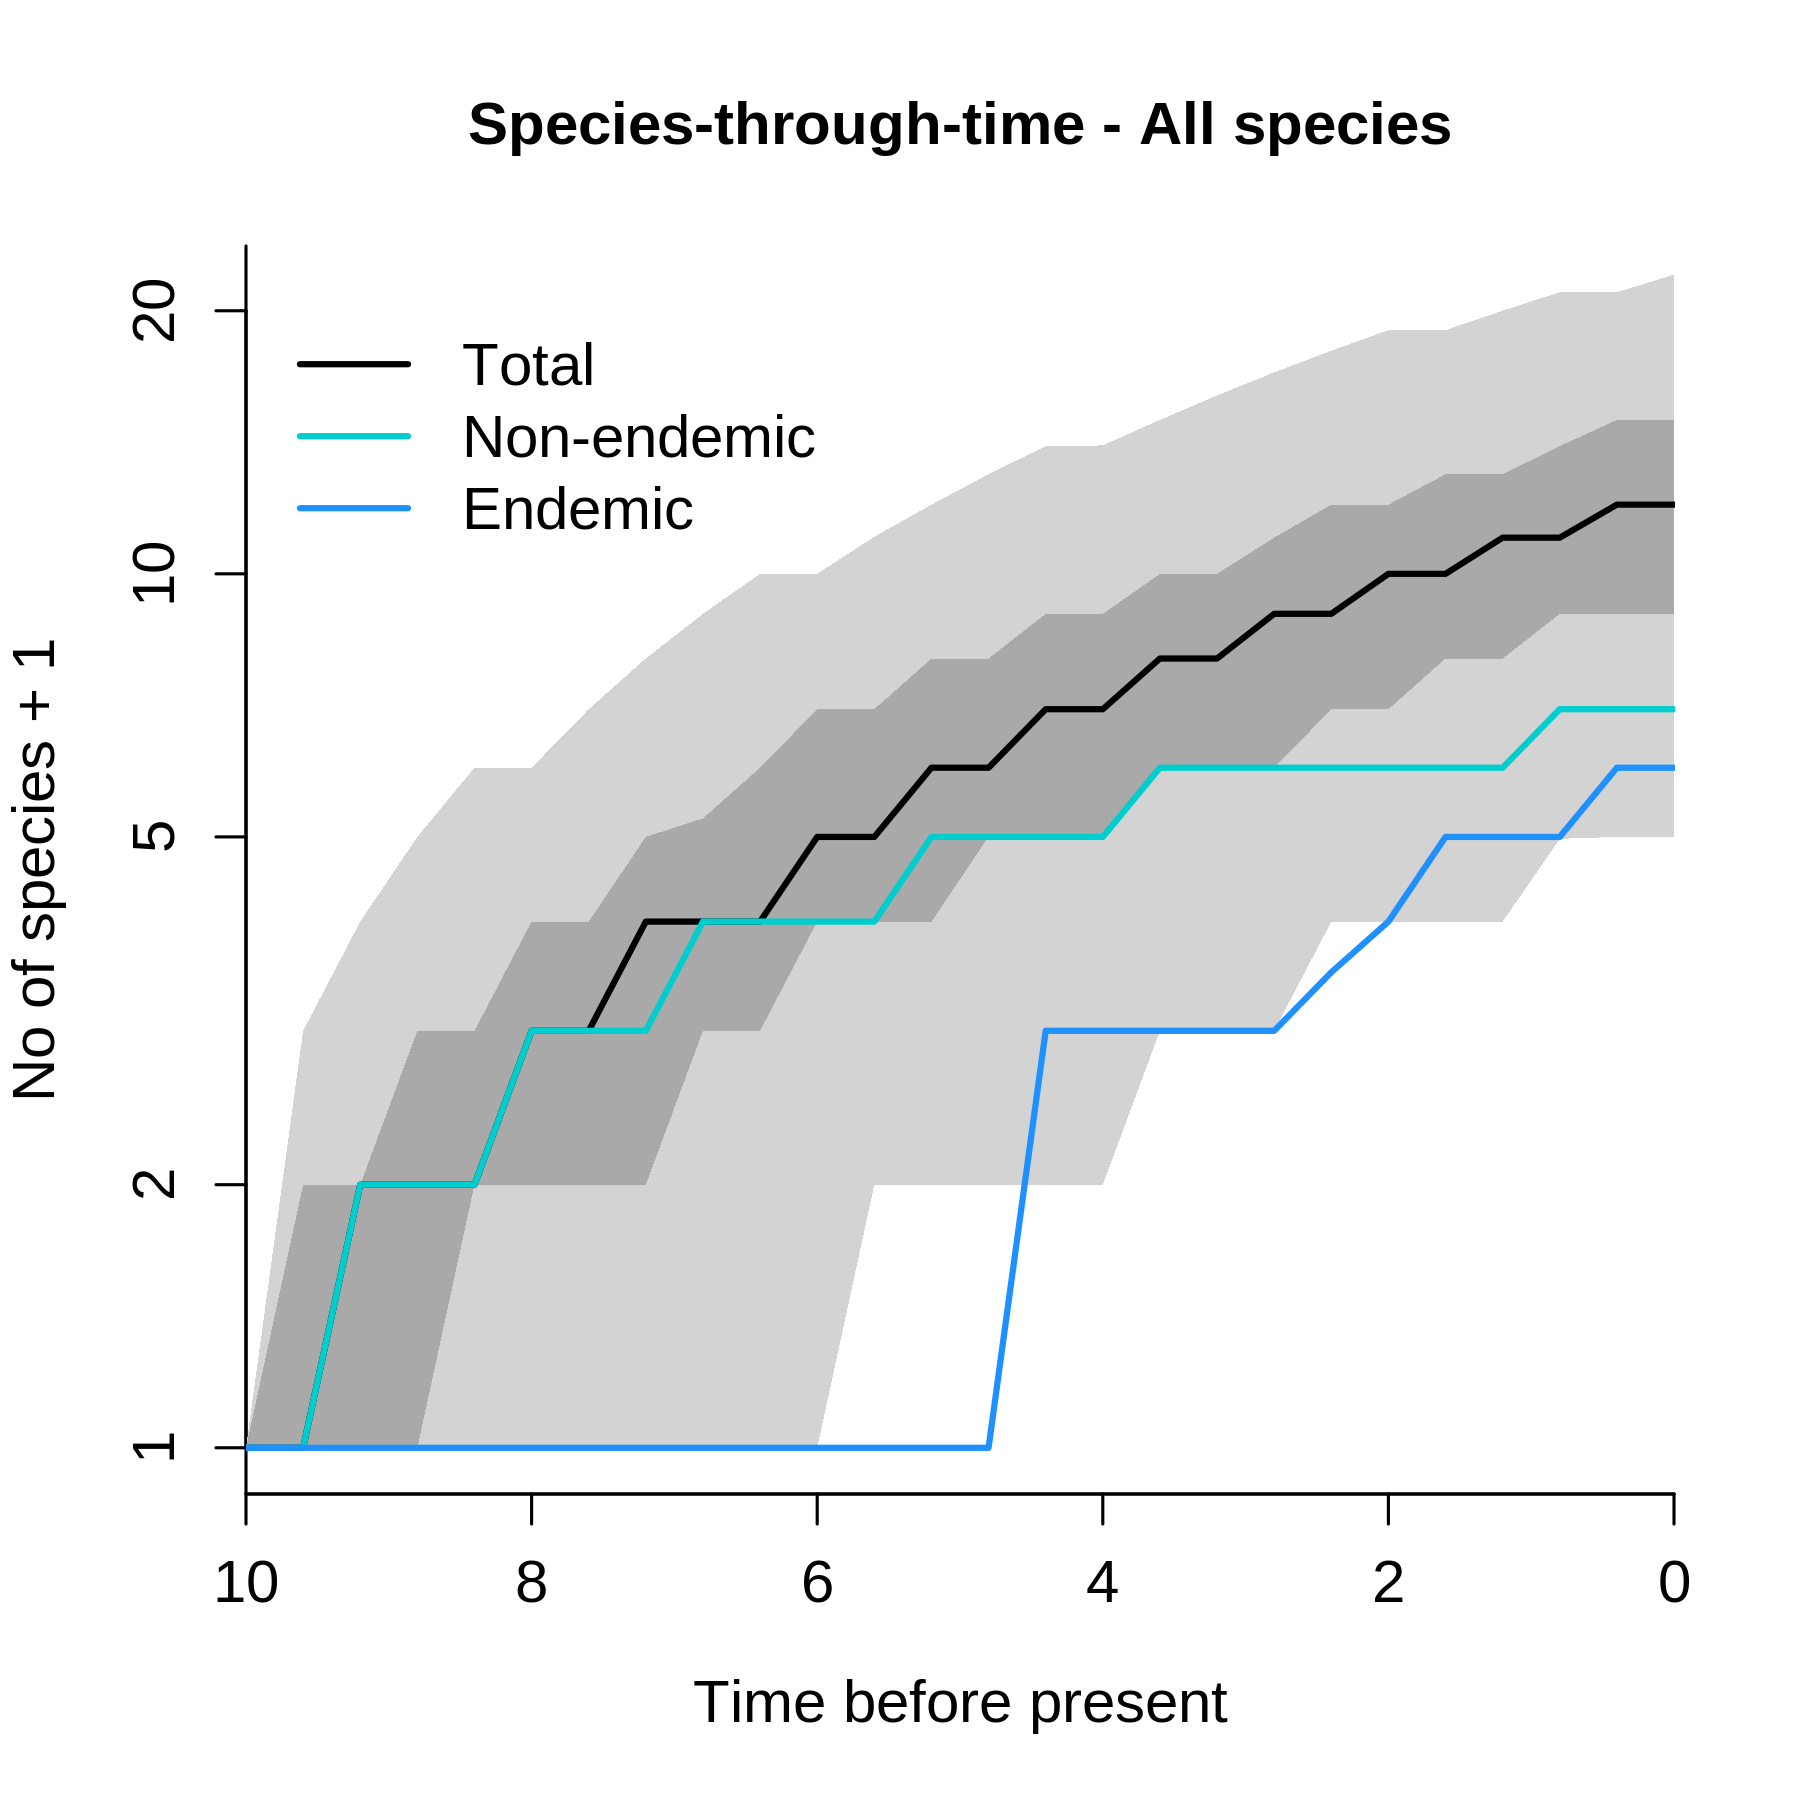 Species-through-time - All species
Total
Non-endemic
Endemic
No of species + 1
20
10
5
2
1
10 8 6 4 2 0
Time before present